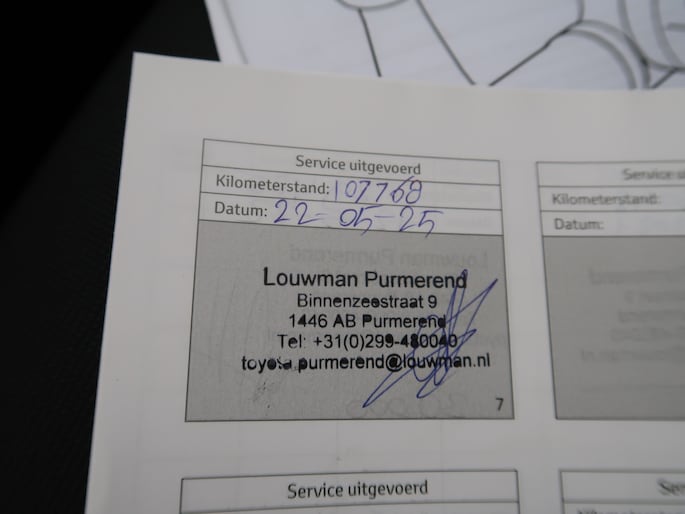 Service uitgevoerd
Kilometerstand: 107768
Datum: 22-05-25
Louwman Purmerend
Binnenzeestraat 9
1446 AB Purmerend
Tel: +31(0)299-480040
toyota.purmerend@louwman.nl
7
Service
Kilometerstand:
Datum:
Service uitgevoerd